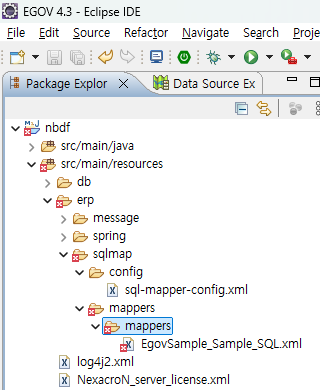 EGOV 4.3 - Eclipse IDE
File Edit Source Refactor Navigate Search Proje
Package Explor Data Source Ex
nbdf
src/main/java
src/main/resources
db
erp
message
spring
sqlmap
config
sql-mapper-config.xml
mappers
mappers
EgovSample_Sample_SQL.xml
log4j2.xml
NexacroN_server_license.xml